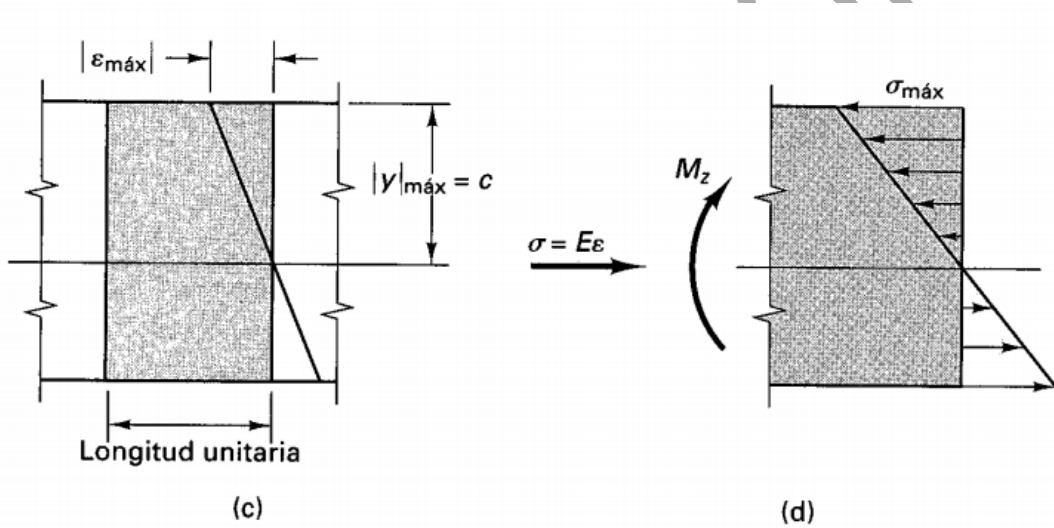 |εmáx|
|y|máx = c
Longitud unitaria
(c)
σ = Eε
Mz
σmáx
(d)